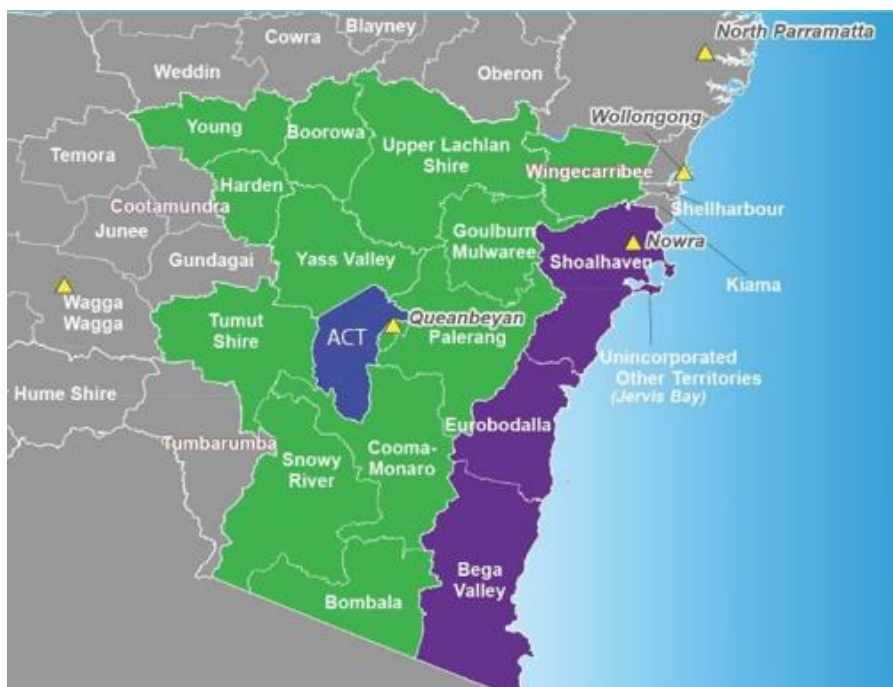 Blayney
North Parramatta
Cowra
Weddin
Oberon
Wollongong
Young
Boorowa
Upper Lachlan
Shire
Temora
Wingecarribee
Harden
Cootamundra
Shellharbour
Junee
Goulburn
Mulwaree
Nowra
Gundagai
Yass Valley
Shoalhaven
Kiama
Wagga
Wagga
Tumut
Shire
ACT
Queanbeyan
Palerang
Unincorporated
Other Territories
(Jervis Bay)
Hume Shire
Eurobodalla
Tumbarumba
Cooma-
Monaro
Snowy
River
Bega
Valley
Bombala